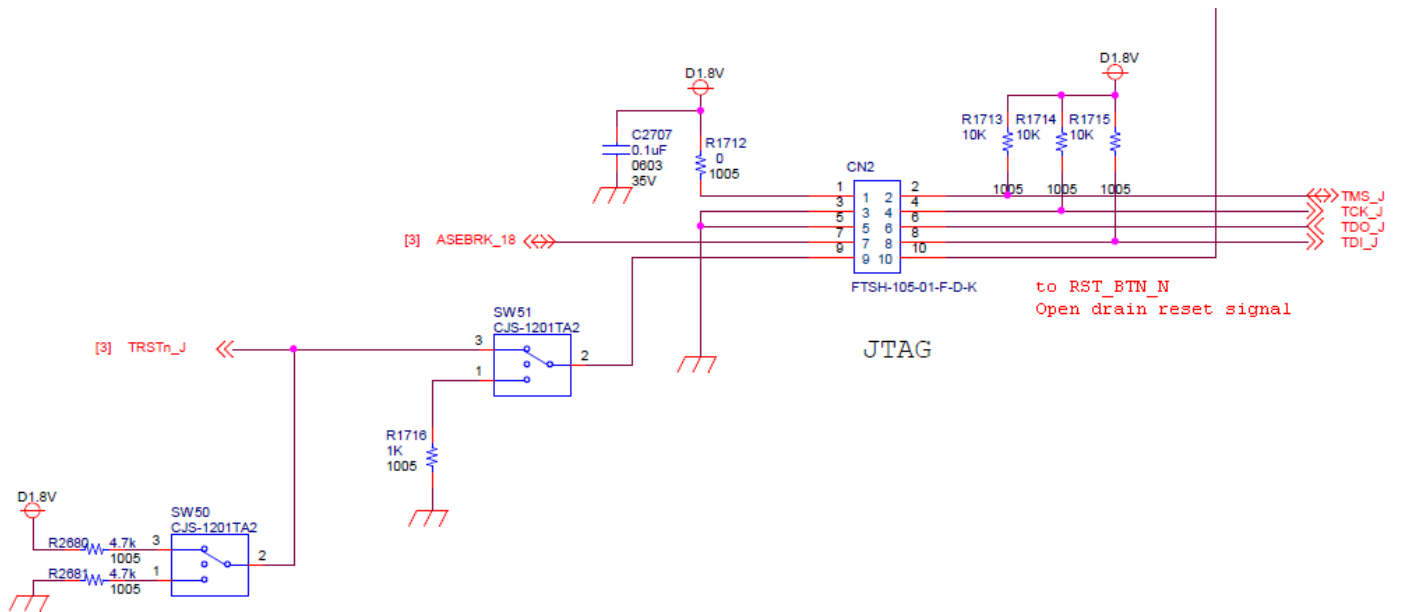 D1.8V
D1.8V
C2707
0.1uF
0603
35V
R1712
0
1005
R1713
10K
R1714
10K
R1715
10K
1005
1005
1005
CN2
1
3
5
7
9
1 2
3 4
5 6
7 8
9 10
2
4
6
8
10
TMS_J
TCK_J
TDO_J
TDI_J
[3] ASEBRK_18
FTSH-105-01-F-D-K
to RST_BTN_N
Open drain reset signal
JTAG
SW51
CJS-1201TA2
3
2
1
[3] TRSTn_J
R1716
1K
1005
D1.8V
SW50
CJS-1201TA2
R2680 4.7k 3
1005
2
R2681 4.7k 1
1005